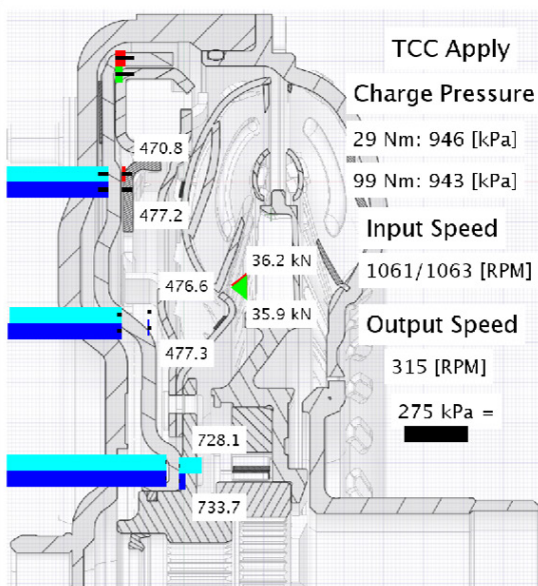 TCC Apply
Charge Pressure
29 Nm: 946 [kPa]
99 Nm: 943 [kPa]
Input Speed
1061/1063 [RPM]
Output Speed
315 [RPM]
275 kPa =
470.8
477.2
36.2 kN
476.6
35.9 kN
477.3
728.1
733.7